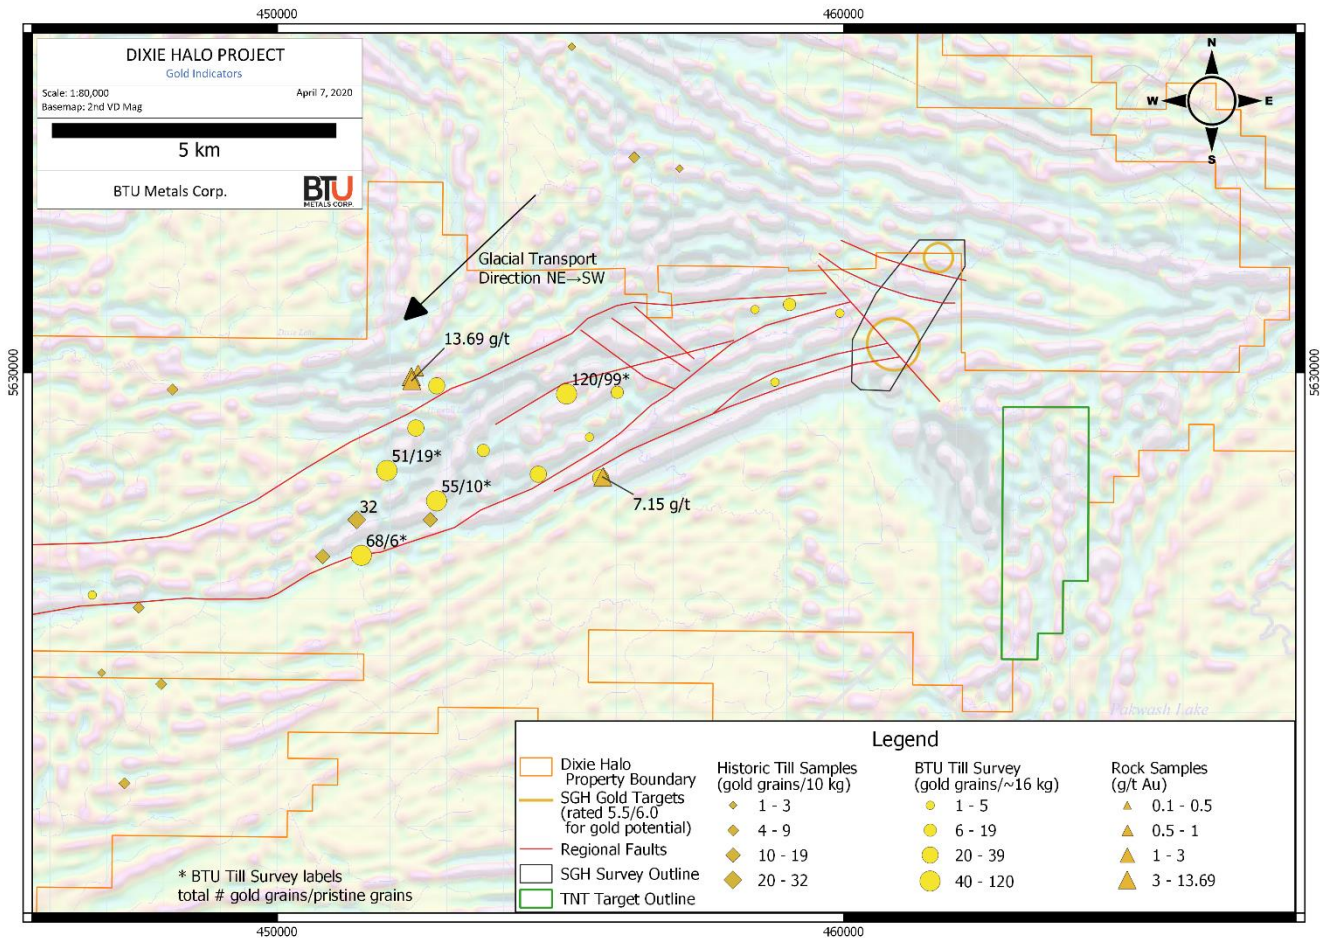 450000
460000
DIXIE HALO PROJECT
Gold Indicators
Scale: 1:80,000
April 7, 2020
Basemap: 2nd VD Mag
5 km
BTU Metals Corp.
BTU
METALS CORP.
N
W
E
S
Glacial Transport
Direction NE→SW
13.69 g/t
5630000
5630000
120/99*
51/19*
55/10*
32
7.15 g/t
68/6*
Pakwash Lake
Legend
Dixie Halo
Property Boundary
SGH Gold Targets
(rated 5.5/6.0
for gold potential)
Regional Faults
SGH Survey Outline
TNT Target Outline
Historic Till Samples
(gold grains/10 kg)
1 - 3
4 - 9
10 - 19
20 - 32
BTU Till Survey
(gold grains/~16 kg)
1 - 5
6 - 19
20 - 39
40 - 120
Rock Samples
(g/t Au)
0.1 - 0.5
0.5 - 1
1 - 3
3 - 13.69
* BTU Till Survey labels
total # gold grains/pristine grains
450000
460000